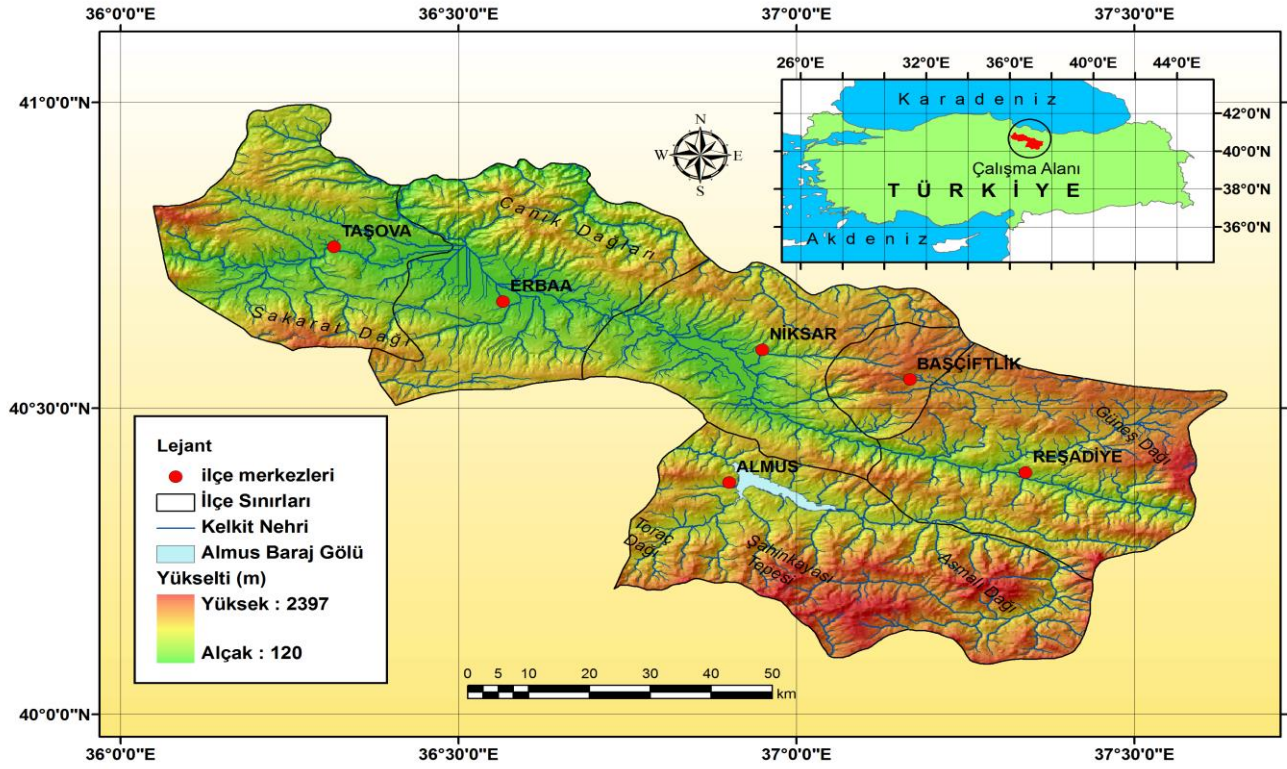 36°0'0"E
36°30'0"E
37°0'0"E
37°30'0"E
41°0'0"N
40°30'0"N
40°0'0"N
26°0'E
32°0'E
36°0'E
40°0'E
44°0'E
Karadeniz
Çalışma Alanı
TÜRKİYE
Akdeniz
42°0'N
40°0'N
38°0'N
36°0'N
N
W
E
S
TAŞOVA
Canik Dağları
ERBAA
Sakarat Dağı
NİKSAR
BAŞÇİFTLİK
Güneş Dağı
REŞADİYE
ALMUS
Toraç
Dağı
Şahinkayası
Tepesi
Asmalı Dağı
Lejant
ilçe merkezleri
İlçe Sınırları
Kelkit Nehri
Almus Baraj Gölü
Yükselti (m)
Yüksek : 2397
Alçak : 120
0 5 10 20 30 40 50
km
36°0'0"E
36°30'0"E
37°0'0"E
37°30'0"E